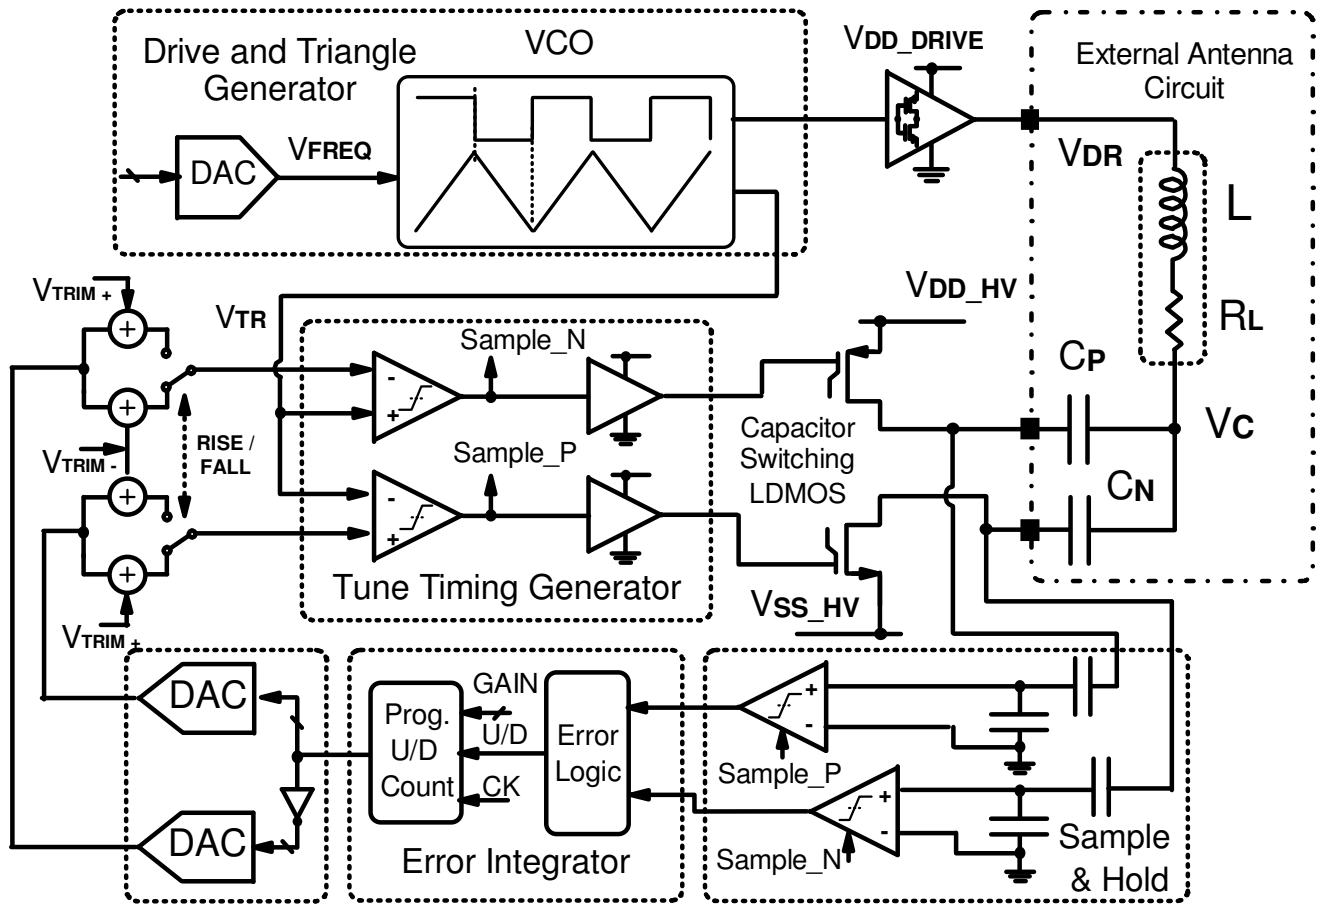 Drive and Triangle
Generator
VCO
DAC
VFREQ
VDD_DRIVE
External Antenna
Circuit
VDR
L
RL
VTRIM +
VTR
VDD_HV
Sample_N
-
+
CP
VC
RISE /
FALL
VTRIM -
Capacitor
Switching
LDMOS
Sample_P
-
+
CN
Tune Timing Generator
VSS_HV
VTRIM +
DAC
DAC
Prog.
U/D
Count
GAIN
U/D
CK
Error
Logic
Error Integrator
+
-
Sample_P
+
-
Sample_N
Sample
& Hold
+
+
+
+